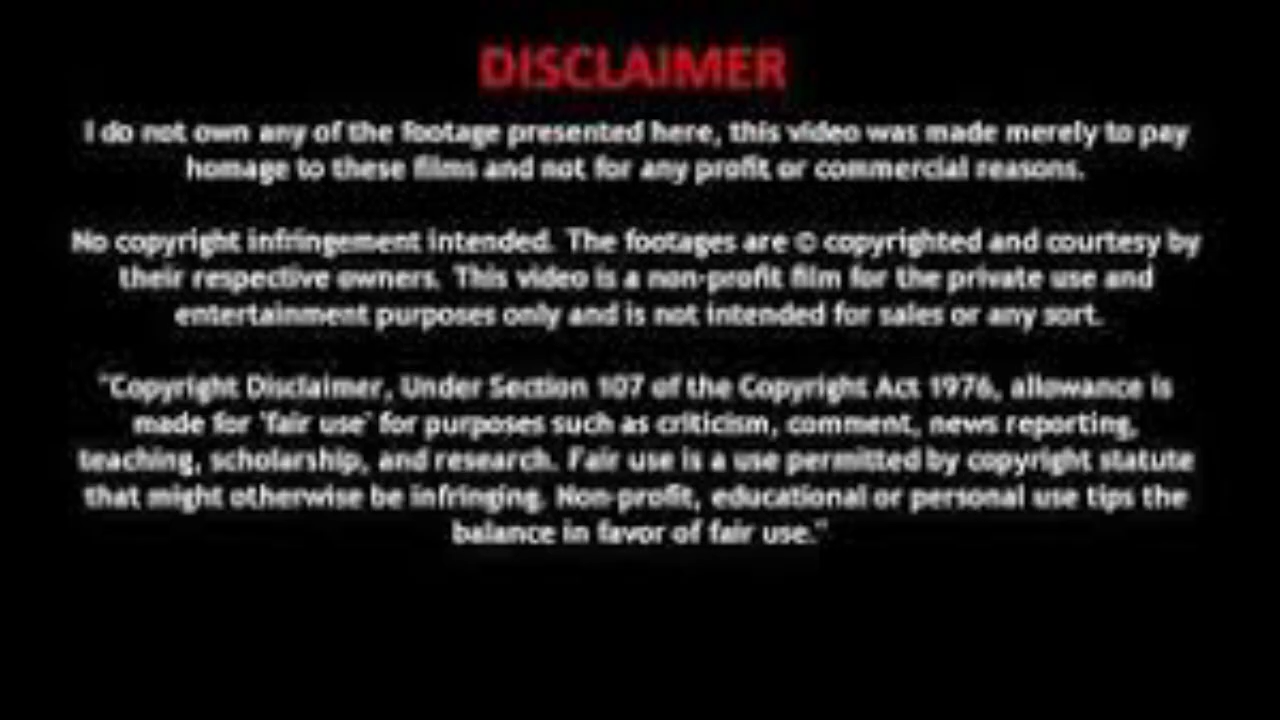 DISCLAIMER
I do not own any of the footage presented here, this video was made merely to pay
homage to these films and not for any profit or commercial reasons.
No copyright infringement intended. The footages are © copyrighted and courtesy by
their respective owners. This video is a non-profit film for the private use and
entertainment purposes only and is not intended for sales or any sort.
"Copyright Disclaimer, Under Section 107 of the Copyright Act 1976, allowance is
made for 'fair use' for purposes such as criticism, comment, news reporting,
teaching, scholarship, and research. Fair use is a use permitted by copyright statute
that might otherwise be infringing. Non-profit, educational or personal use tips the
balance in favor of fair use."